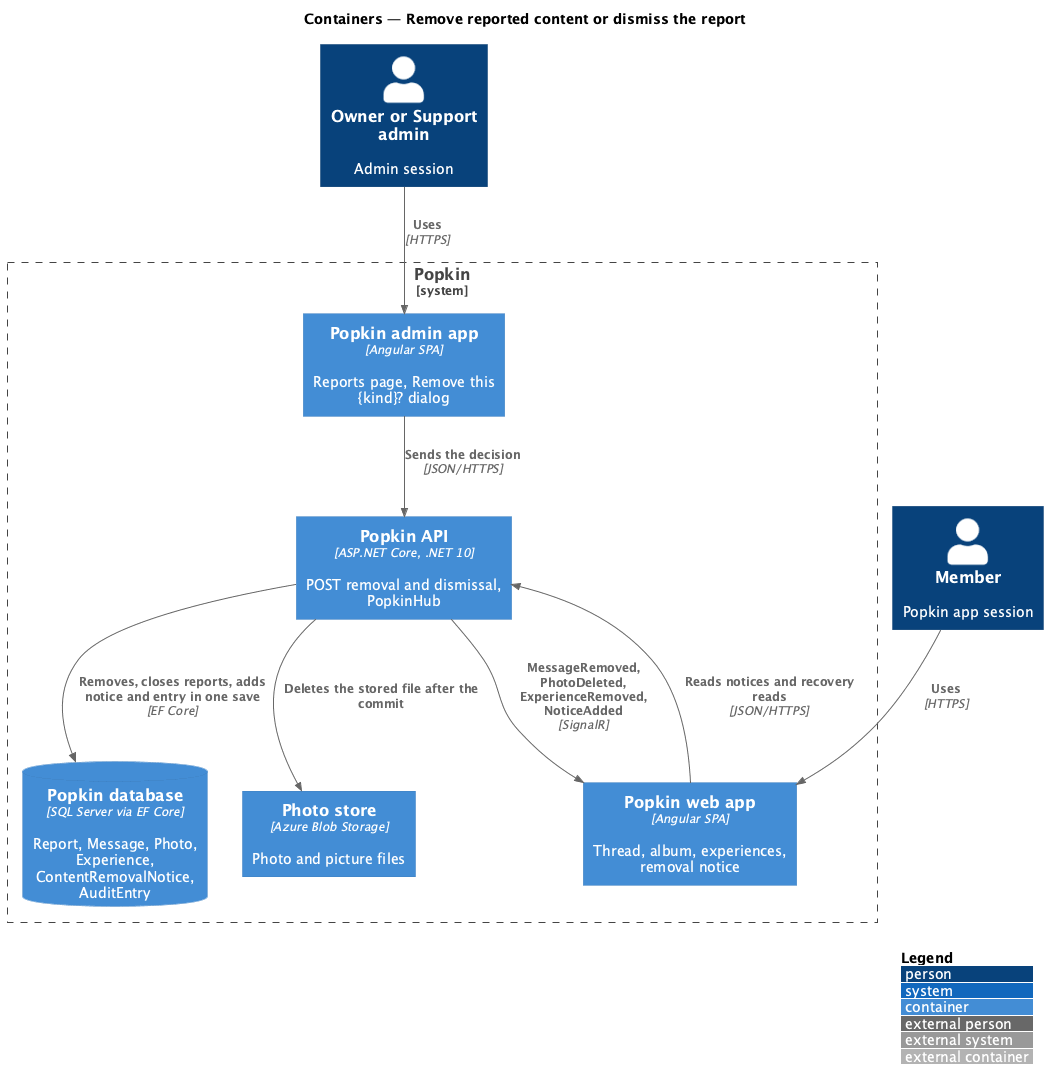 Containers — Remove reported content or dismiss the report
Owner or Support
admin
Admin session
Uses
[HTTPS]
Popkin
[system]
Popkin admin app
[Angular SPA]
Reports page, Remove this
{kind}? dialog
Sends the decision
[JSON/HTTPS]
Popkin API
[ASP.NET Core, .NET 10]
POST removal and dismissal,
PopkinHub
Member
Popkin app session
Removes, closes reports, adds
notice and entry in one save
[EF Core]
Deletes the stored file after the
commit
MessageRemoved,
PhotoDeleted,
ExperienceRemoved,
NoticeAdded
[SignalR]
Reads notices and recovery
reads
[JSON/HTTPS]
Uses
[HTTPS]
Popkin database
[SQL Server via EF Core]
Report, Message, Photo,
Experience,
ContentRemovalNotice,
AuditEntry
Photo store
[Azure Blob Storage]
Photo and picture files
Popkin web app
[Angular SPA]
Thread, album, experiences,
removal notice
Legend
person
system
container
external person
external system
external container